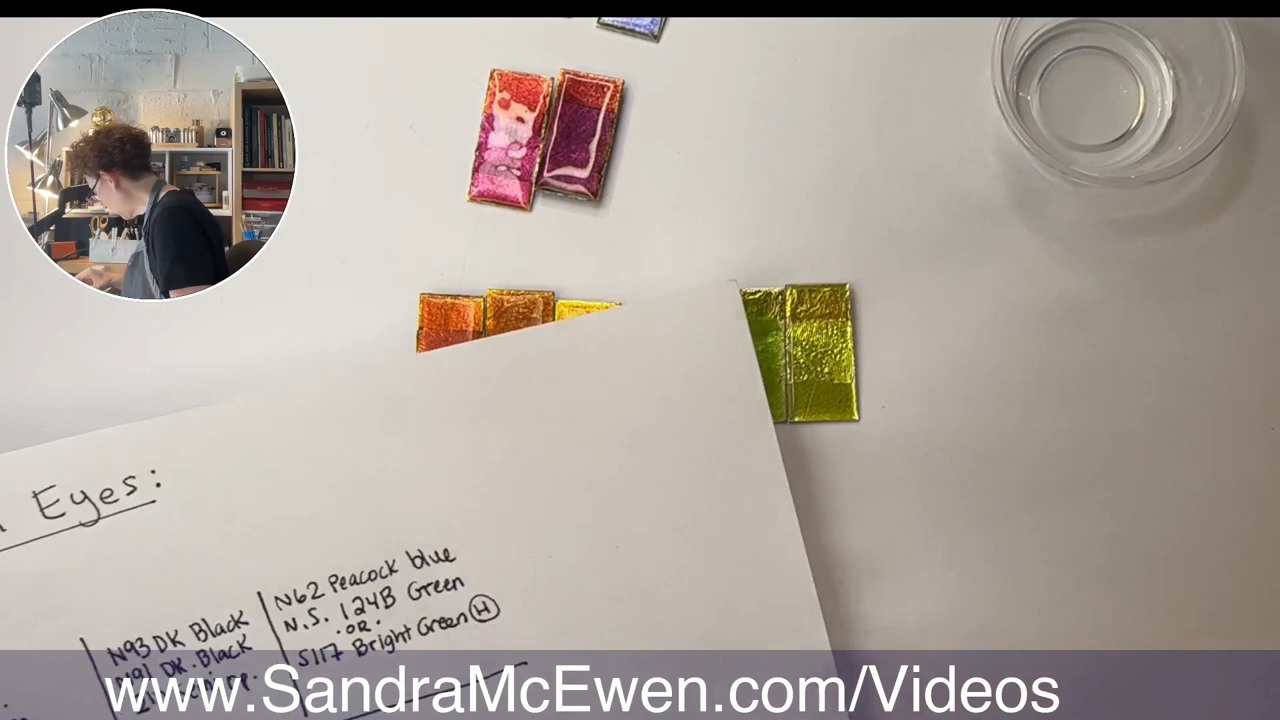 Eyes:
N93 DK Black
N91 DK. Black
N62 Peacock blue
N.S. 124B Green
·OR·
S117 Bright Green H
www.SandraMcEwen.com/Videos